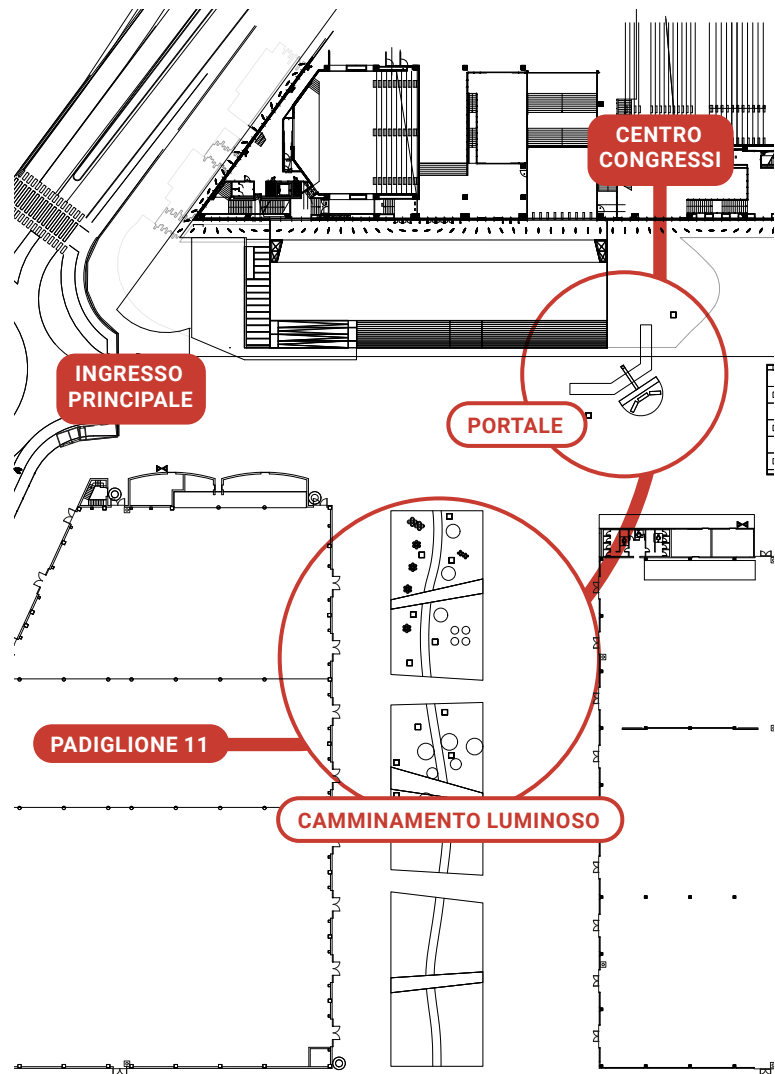 CENTRO
CONGRESSI
INGRESSO
PRINCIPALE
PORTALE
PADIGLIONE 11
CAMMINAMENTO LUMINOSO